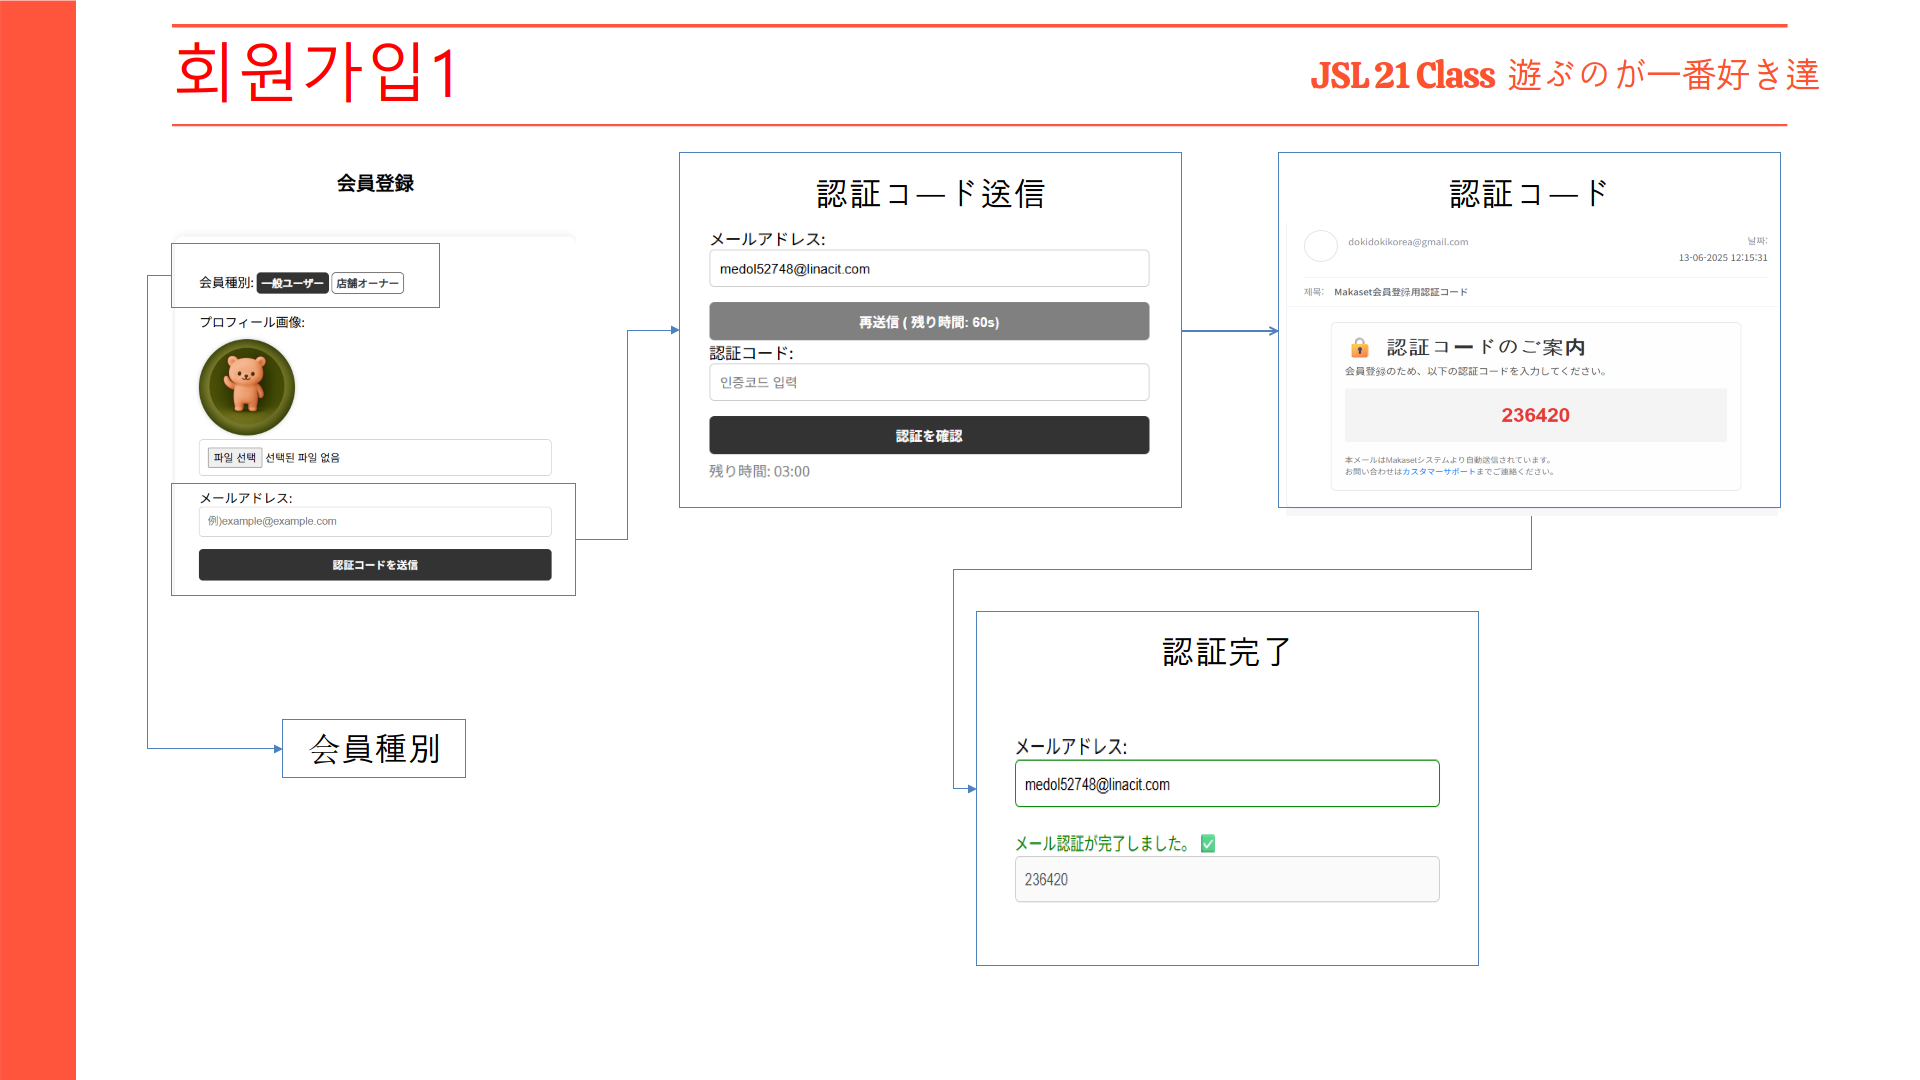 회원가입1
JSL 21 Class 遊ぶのが一番好き達
会員登録
会員種別: 一般ユーザー 店舗オーナー
プロフィール画像:
파일 선택 선택된 파일 없음
メールアドレス:
例)example@example.com
認証コードを送信
会員種別
認証コード送信
メールアドレス:
medol52748@linacit.com
再送信 ( 残り時間: 60s)
認証コード:
인증코드 입력
認証を確認
残り時間: 03:00
認証コード
dokidokikorea@gmail.com
날짜:
13-06-2025 12:15:31
제목: Makaset会員登録用認証コード
🔒 認証コードのご案内
会員登録のため、以下の認証コードを入力してください。
236420
本メールはMakasetシステムより自動送信されています。
お問い合わせはカスタマーサポートまでご連絡ください。
認証完了
メールアドレス:
medol52748@linacit.com
メール認証が完了しました。 ✅
236420